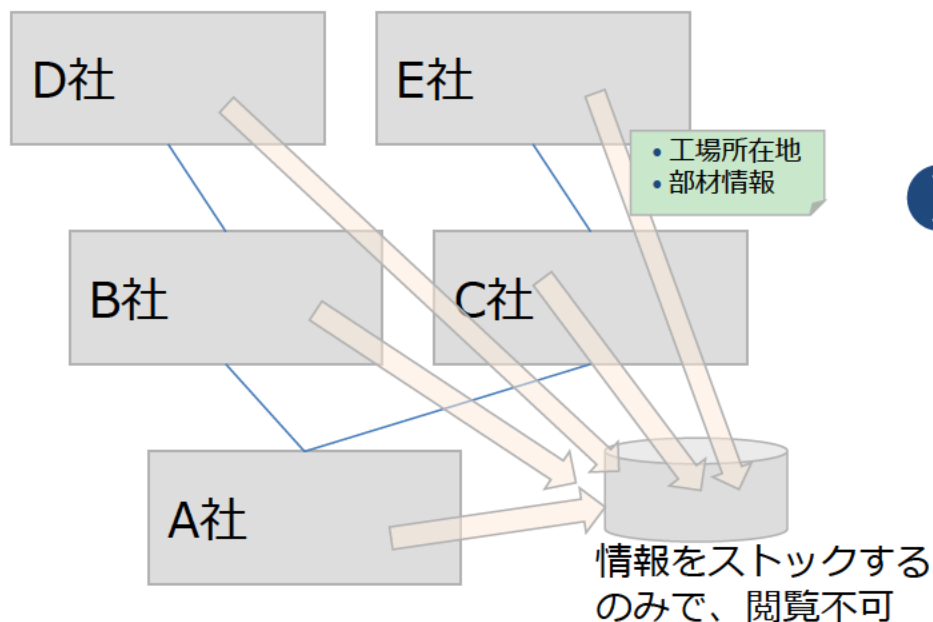 D社
E社
• 工場所在地
• 部材情報
B社
C社
A社
情報をストックする
のみで、閲覧不可